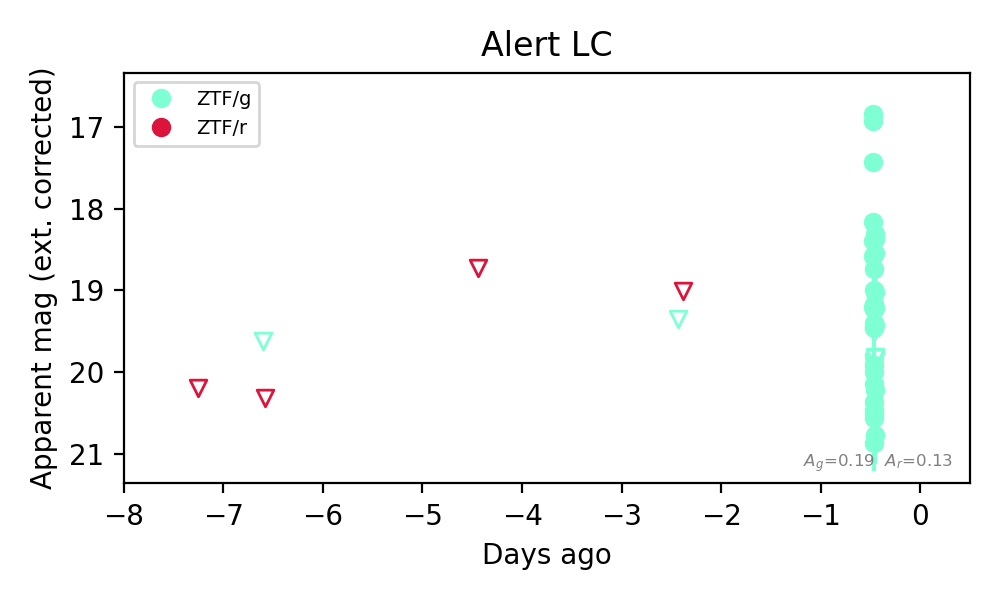 Alert LC
Apparent mag (ext. corrected)
ZTF/g
ZTF/r
17
18
19
20
21
A_g=0.19 A_r=0.13
−8 −7 −6 −5 −4 −3 −2 −1 0
Days ago